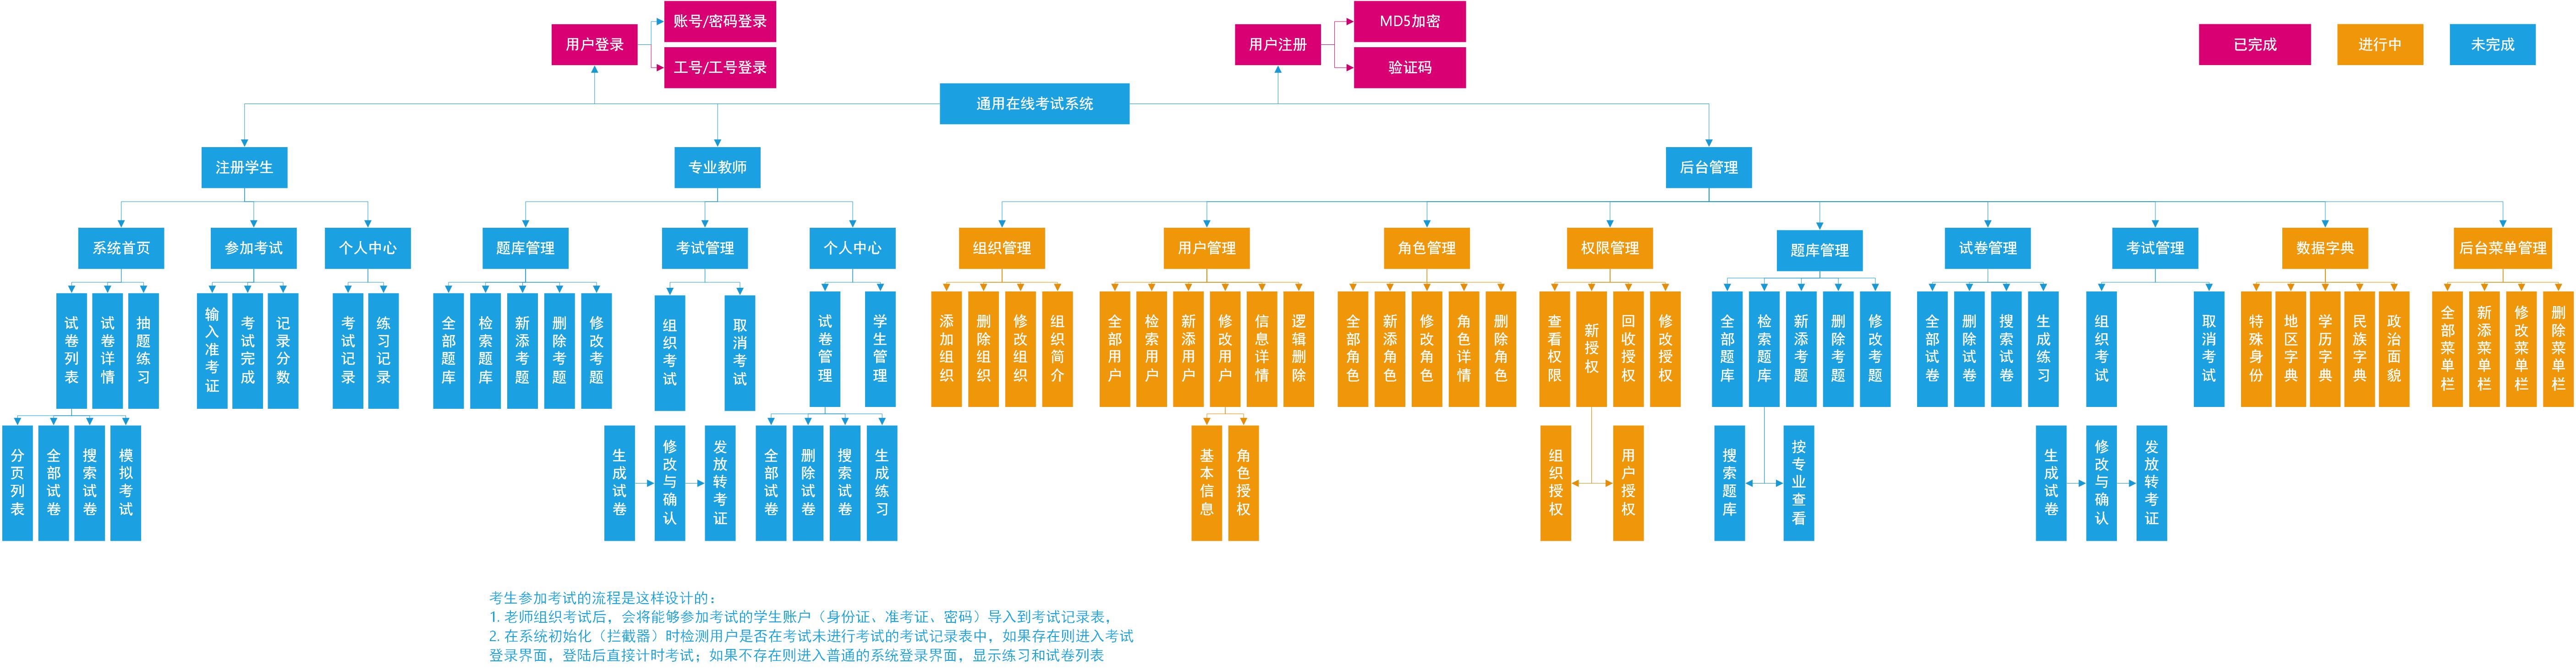 账号/密码登录
用户登录
工号/工号登录
MD5加密
用户注册
验证码
已完成
进行中
未完成
通用在线考试系统
注册学生
专业教师
后台管理
系统首页
参加考试
个人中心
题库管理
考试管理
个人中心
组织管理
用户管理
角色管理
权限管理
题库管理
试卷管理
考试管理
数据字典
后台菜单管理
试卷列表
试卷详情
抽题练习
输入准考证
考试完成
记录分数
考试记录
练习记录
全部题库
检索题库
新添考题
删除考题
修改考题
组织考试
取消考试
试卷管理
学生管理
添加组织
删除组织
修改组织
组织简介
全部用户
检索用户
新添用户
修改用户
信息详情
逻辑删除
全部角色
新添角色
修改角色
角色详情
删除角色
查看权限
新授权
回收授权
修改授权
全部题库
检索题库
新添考题
删除考题
修改考题
全部试卷
删除试卷
搜索试卷
生成练习
组织考试
取消考试
特殊身份
地区字典
学历字典
民族字典
政治面貌
全部菜单栏
新添菜单栏
修改菜单栏
删除菜单栏
分页列表
全部试卷
搜索试卷
模拟考试
生成试卷
修改与确认
发放转考证
全部试卷
删除试卷
搜索试卷
生成练习
基本信息
角色授权
组织授权
用户授权
搜索题库
按专业查看
生成试卷
修改与确认
发放转考证
考生参加考试的流程是这样设计的：
1. 老师组织考试后，会将能够参加考试的学生账户（身份证、准考证、密码）导入到考试记录表，
2. 在系统初始化（拦截器）时检测用户是否在考试未进行考试的考试记录表中，如果存在则进入考试
登录界面，登陆后直接计时考试；如果不存在则进入普通的系统登录界面，显示练习和试卷列表